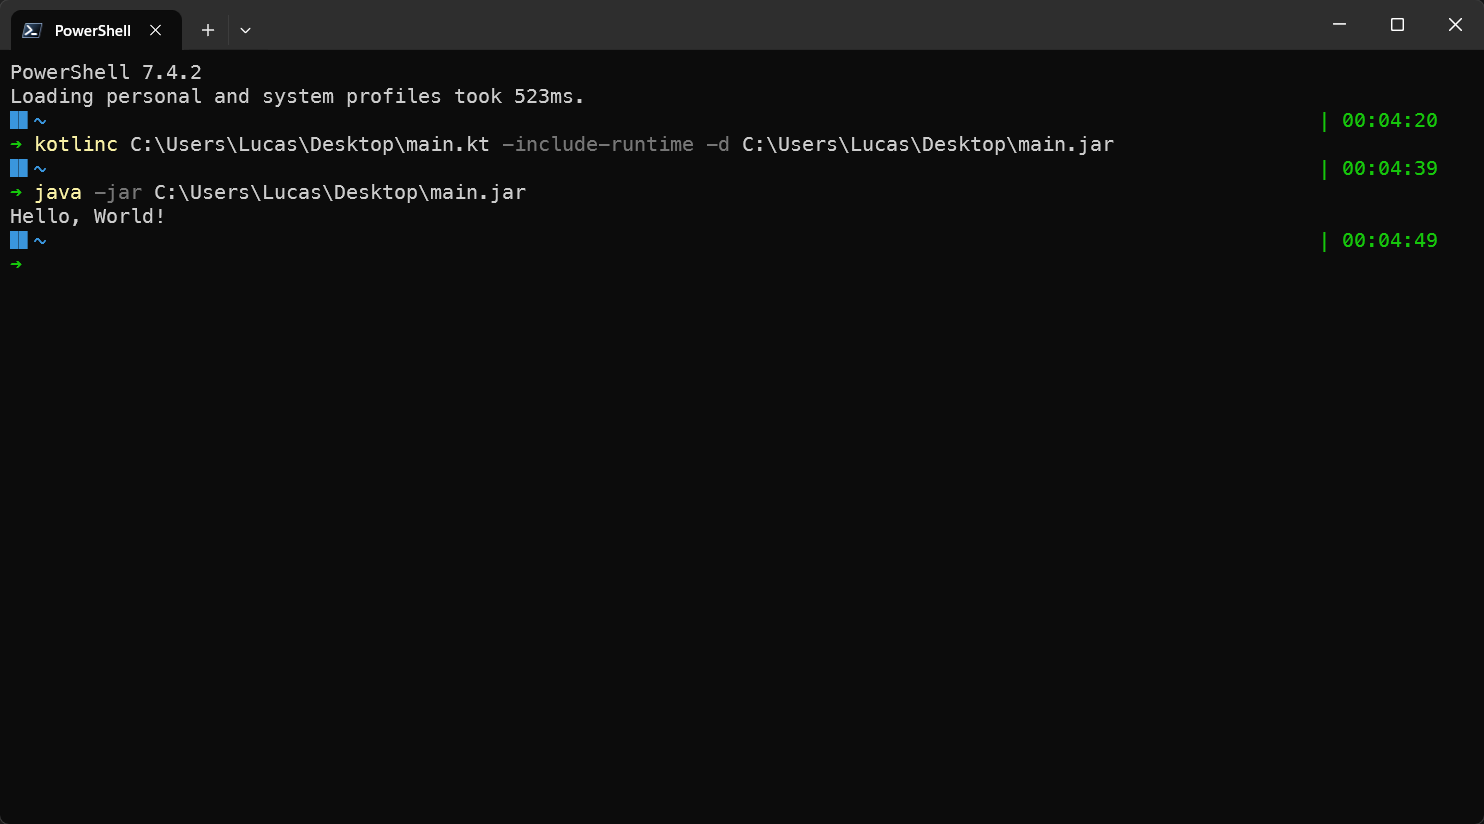 PowerShell
PowerShell 7.4.2
Loading personal and system profiles took 523ms.
~ | 00:04:20
➜ kotlinc C:\Users\Lucas\Desktop\main.kt -include-runtime -d C:\Users\Lucas\Desktop\main.jar
~ | 00:04:39
➜ java -jar C:\Users\Lucas\Desktop\main.jar
Hello, World!
~ | 00:04:49
➜